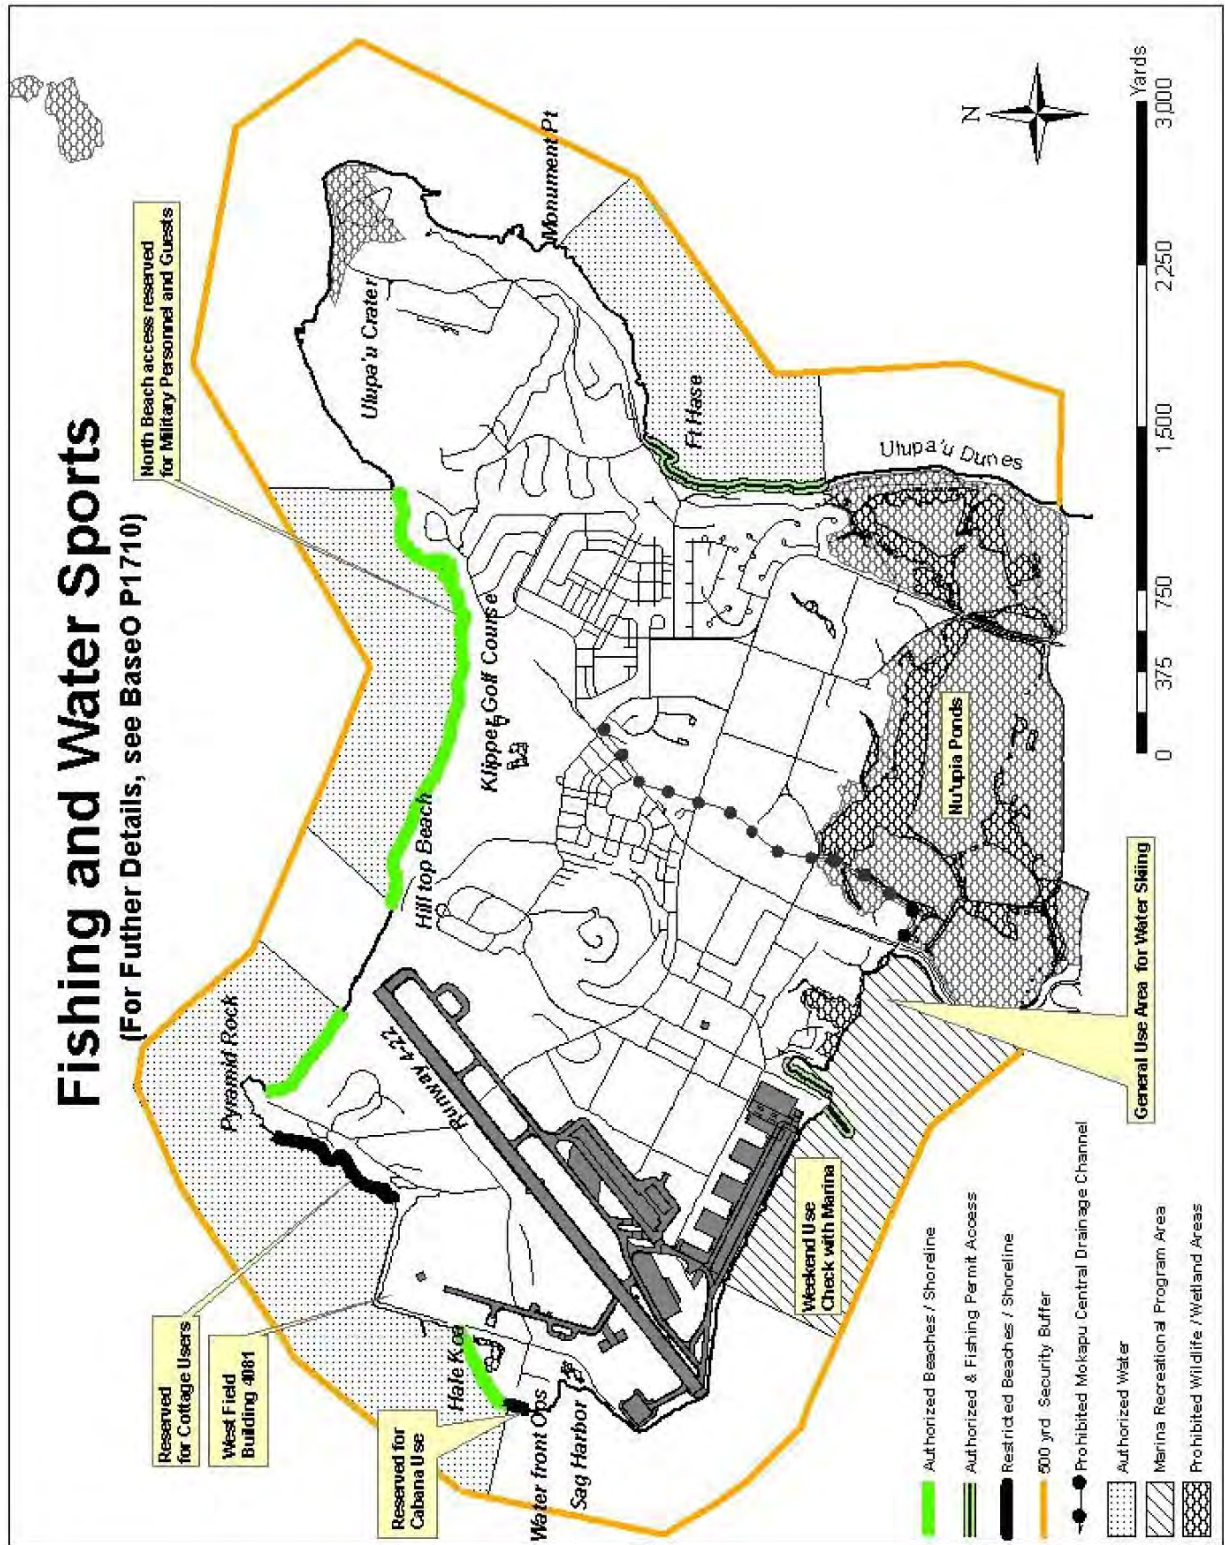 Fishing and Water Sports
(For Futher Details, see BaseO P1710)
North Beach access reserved
for Military Personnel and Guests
Reserved
for Cottage Users
West Field
Building 4081
Reserved for
Cabana Use
Pyramid Rock
Hale Koa
Water front Ops
Sag Harbor
Runway 4-22
Hill top Beach
Klipper Golf Course
Ulupa'u Crater
Monument Pt
Ft Hase
Ulupa'u Dunes
Nu'upia Ponds
Weekend Use
Check with Marina
General Use Area for Water Skiing
N
Authorized Beaches / Shoreline
Authorized & Fishing Permit Access
Restricted Beaches / Shoreline
500 yrd Security Buffer
Prohibited Mokapu Central Drainage Channel
Authorized Water
Marina Recreational Program Area
Prohibited Wildlife / Wetland Areas
0 375 750 1,500 2,250 3,000
Yards